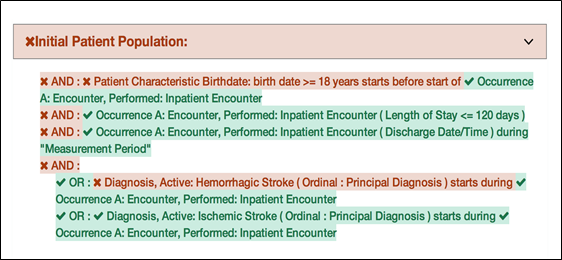 ✖Initial Patient Population:
✖ AND : ✖ Patient Characteristic Birthdate: birth date >= 18 years starts before start of ✔ Occurrence
A: Encounter, Performed: Inpatient Encounter
✖ AND : ✔ Occurrence A: Encounter, Performed: Inpatient Encounter ( Length of Stay <= 120 days )
✖ AND : ✔ Occurrence A: Encounter, Performed: Inpatient Encounter ( Discharge Date/Time ) during
"Measurement Period"
✖ AND :
✔ OR : ✖ Diagnosis, Active: Hemorrhagic Stroke ( Ordinal : Principal Diagnosis ) starts during ✔
Occurrence A: Encounter, Performed: Inpatient Encounter
✔ OR : ✔ Diagnosis, Active: Ischemic Stroke ( Ordinal : Principal Diagnosis ) starts during ✔
Occurrence A: Encounter, Performed: Inpatient Encounter